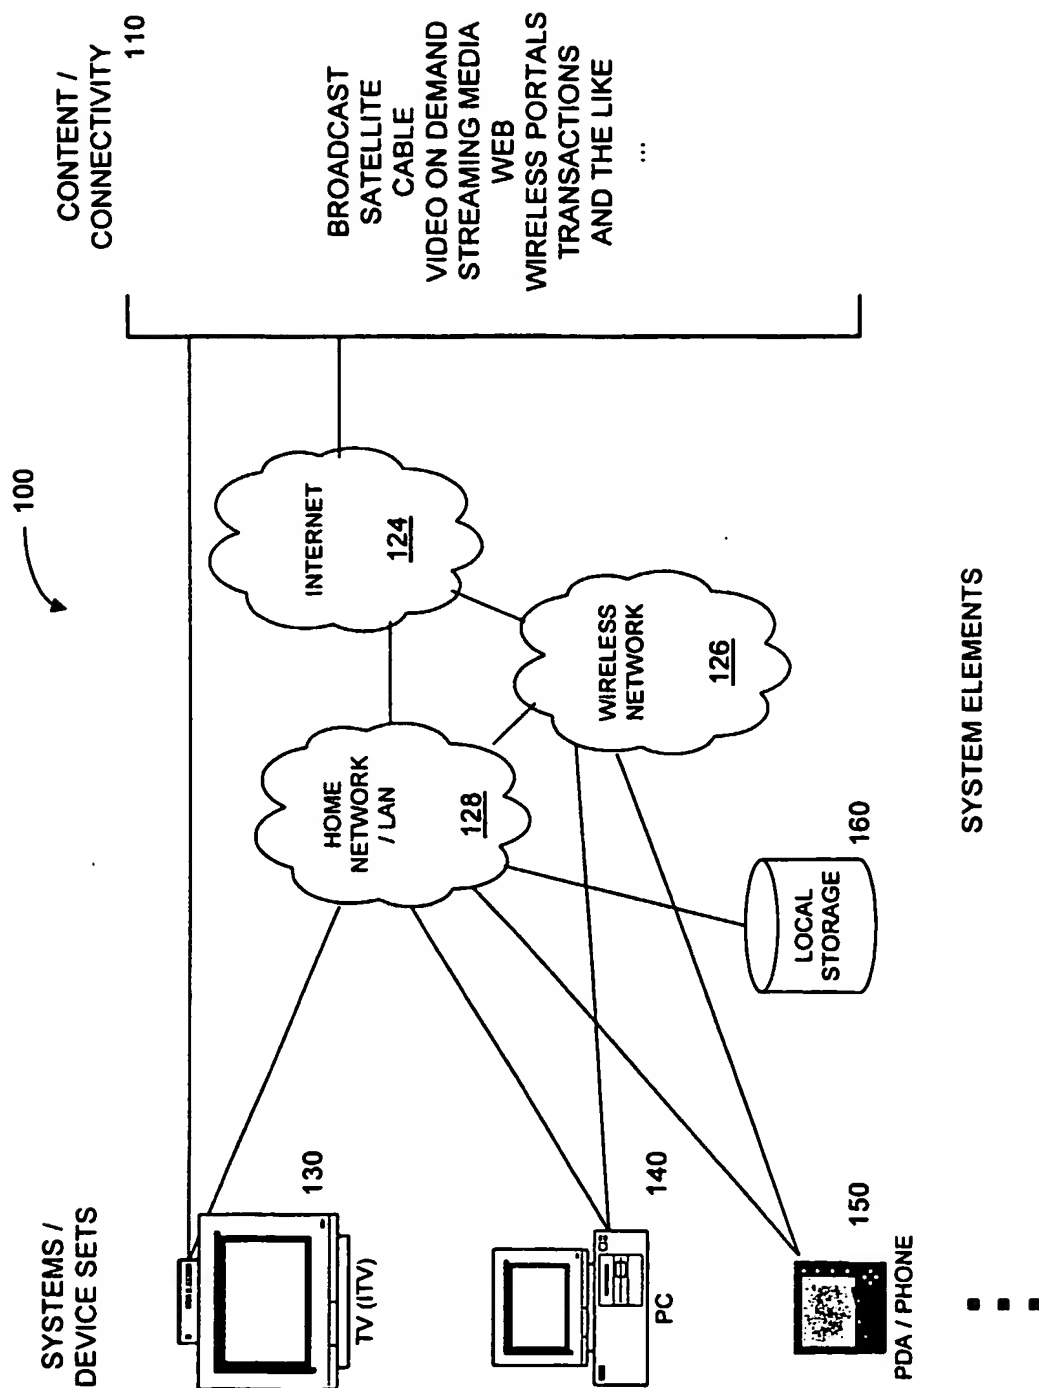 SYSTEMS /
DEVICE SETS
100
CONTENT /
CONNECTIVITY
110
TV (ITV)
130
PC
140
PDA / PHONE
150
HOME
NETWORK
/ LAN
128
INTERNET
124
WIRELESS
NETWORK
126
LOCAL
STORAGE
160
BROADCAST
SATELLITE
CABLE
VIDEO ON DEMAND
STREAMING MEDIA
WEB
WIRELESS PORTALS
TRANSACTIONS
AND THE LIKE
...
SYSTEM ELEMENTS